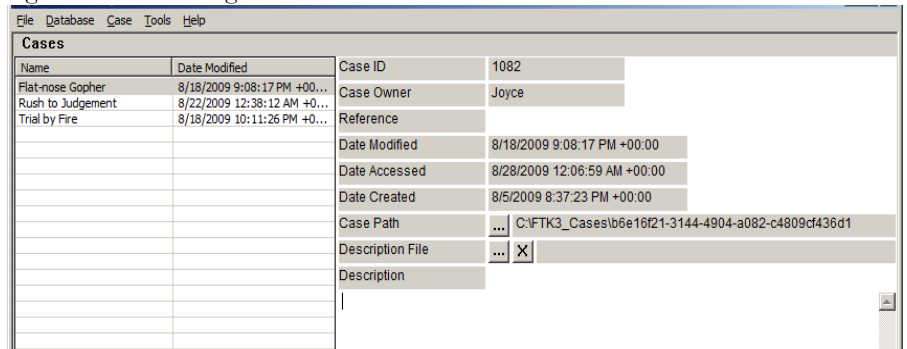 File Database Case Tools Help
Cases
Name Date Modified
Flat-nose Gopher 8/18/2009 9:08:17 PM +00...
Rush to Judgement 8/22/2009 12:38:12 AM +0...
Trial by Fire 8/18/2009 10:11:26 PM +0...
Case ID 1082
Case Owner Joyce
Reference
Date Modified 8/18/2009 9:08:17 PM +00:00
Date Accessed 8/28/2009 12:06:59 AM +00:00
Date Created 8/5/2009 8:37:23 PM +00:00
Case Path ... C:\FTK3_Cases\b6e16f21-3144-4904-a082-c4809cf436d1
Description File ... X
Description